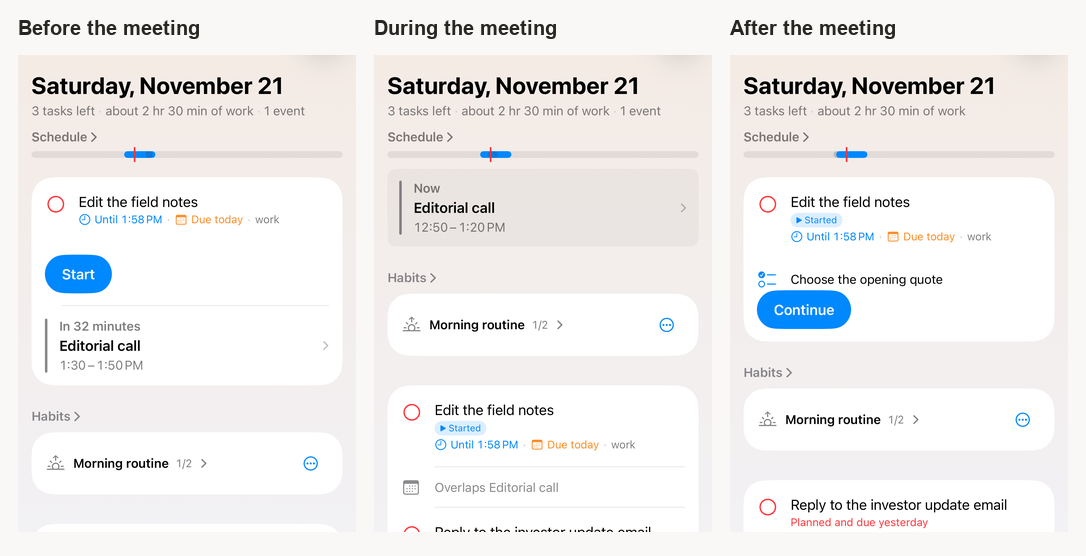 Before the meeting
Saturday, November 21
3 tasks left · about 2 hr 30 min of work · 1 event
Schedule
Edit the field notes
Until 1:58 PM · Due today · work
Start
In 32 minutes
Editorial call
1:30 – 1:50 PM
Habits
Morning routine 1/2
During the meeting
Saturday, November 21
3 tasks left · about 2 hr 30 min of work · 1 event
Schedule
Now
Editorial call
12:50 – 1:20 PM
Habits
Morning routine 1/2
Edit the field notes
Started
Until 1:58 PM · Due today · work
Overlaps Editorial call
Reply to the investor update email
After the meeting
Saturday, November 21
3 tasks left · about 2 hr 30 min of work
Schedule
Edit the field notes
Started
Until 1:58 PM · Due today · work
Choose the opening quote
Continue
Habits
Morning routine 1/2
Reply to the investor update email
Planned and due yesterday